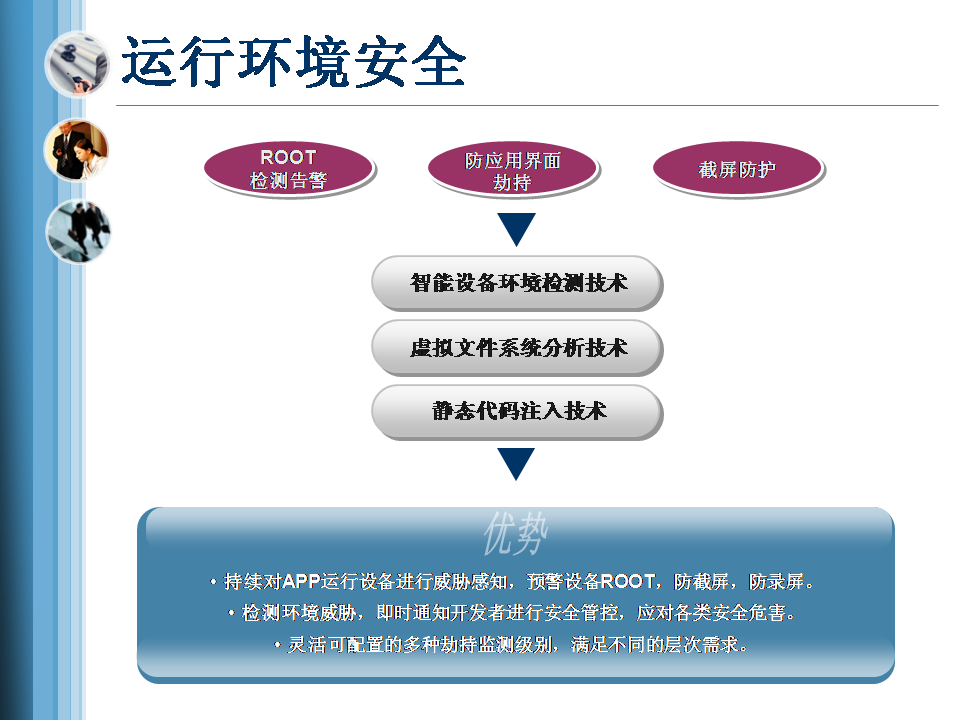 运行环境安全
ROOT
检测告警
防应用界面
劫持
截屏防护
智能设备环境检测技术
虚拟文件系统分析技术
静态代码注入技术
优势
• 持续对APP运行设备进行威胁感知，预警设备ROOT，防截屏，防录屏。
• 检测环境威胁，即时通知开发者进行安全管控，应对各类安全危害。
• 灵活可配置的多种劫持监测级别，满足不同的层次需求。